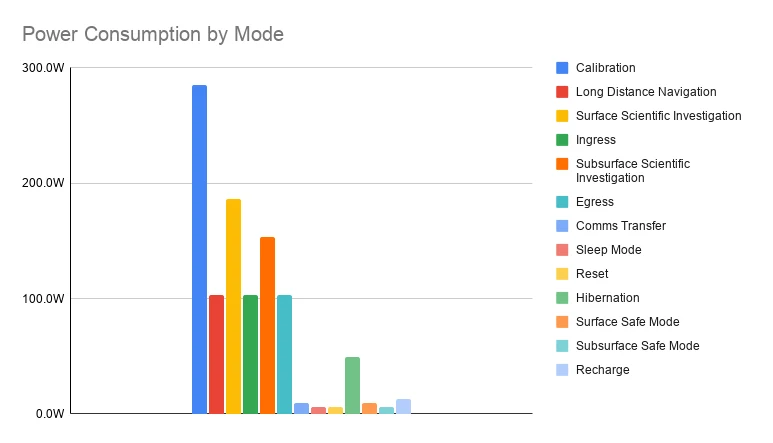 Power Consumption by Mode
300.0W
200.0W
100.0W
0.0W
Calibration
Long Distance Navigation
Surface Scientific Investigation
Ingress
Subsurface Scientific
Investigation
Egress
Comms Transfer
Sleep Mode
Reset
Hibernation
Surface Safe Mode
Subsurface Safe Mode
Recharge